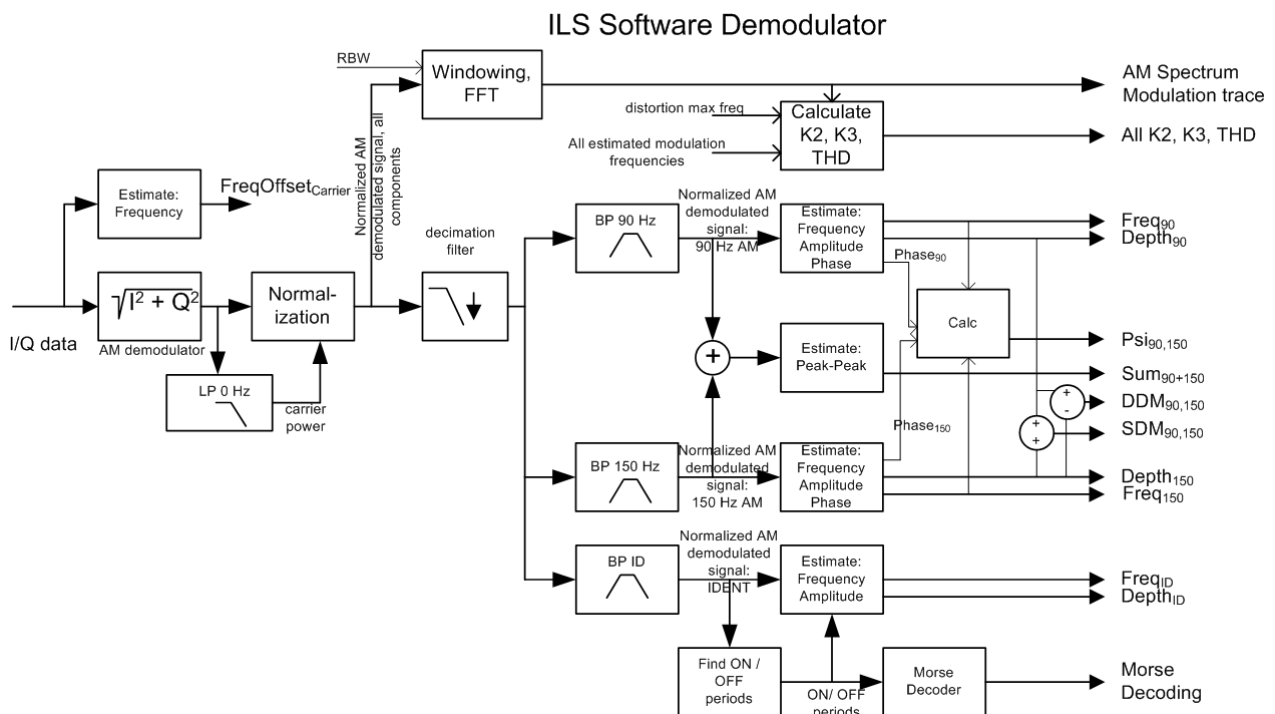 ILS Software Demodulator
RBW
Windowing,
FFT
AM Spectrum
Modulation trace
distortion max freq
Calculate
K2, K3,
THD
All K2, K3, THD
All estimated modulation
frequencies
Normalized AM
demodulated signal, all
components
Estimate:
Frequency
FreqOffsetCarrier
I/Q data
√I² + Q²
AM demodulator
Normal-
ization
LP 0 Hz
carrier
power
decimation
filter
BP 90 Hz
Normalized AM
demodulated
signal:
90 Hz AM
Estimate:
Frequency
Amplitude
Phase
Freq90
Depth90
Phase90
Calc
Psi90,150
+
Estimate:
Peak-Peak
Sum90+150
+
-
DDM90,150
+
+
SDM90,150
Phase150
BP 150 Hz
Normalized AM
demodulated
signal:
150 Hz AM
Estimate:
Frequency
Amplitude
Phase
Depth150
Freq150
BP ID
Normalized AM
demodulated
signal:
IDENT
Estimate:
Frequency
Amplitude
FreqID
DepthID
Find ON /
OFF
periods
ON/ OFF
periods
Morse
Decoder
Morse
Decoding